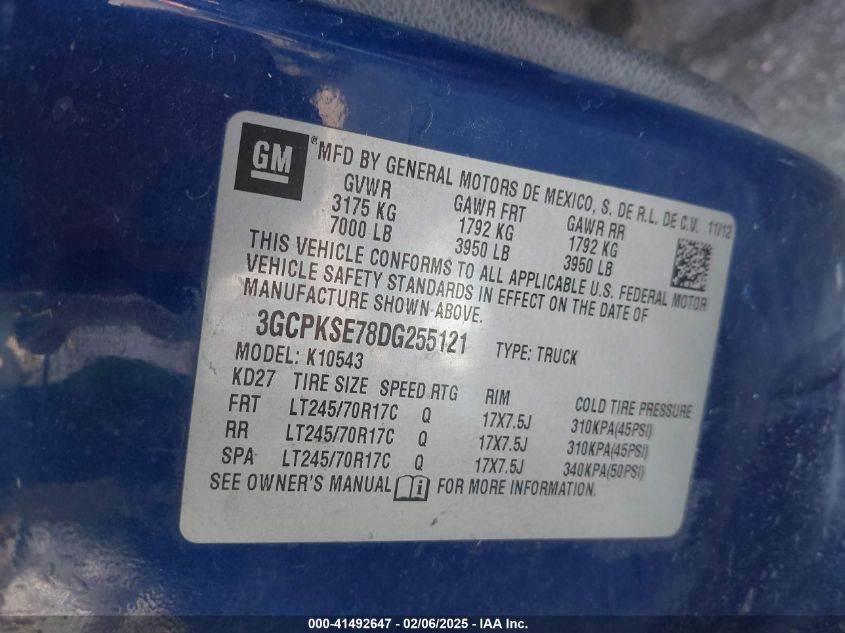 GM
® MFD BY GENERAL MOTORS DE MEXICO, S. DE R.L. DE C.V. 11/12
GVWR GAWR FRT GAWR RR
3175 KG 1792 KG 1792 KG
7000 LB 3950 LB 3950 LB
THIS VEHICLE CONFORMS TO ALL APPLICABLE U.S. FEDERAL MOTOR
VEHICLE SAFETY STANDARDS IN EFFECT ON THE DATE OF
MANUFACTURE SHOWN ABOVE.
3GCPKSE78DG255121 TYPE: TRUCK
MODEL: K10543
KD27 TIRE SIZE SPEED RTG RIM COLD TIRE PRESSURE
FRT LT245/70R17C Q 17X7.5J 310KPA(45PSI)
RR LT245/70R17C Q 17X7.5J 310KPA(45PSI)
SPA LT245/70R17C Q 17X7.5J 340KPA(50PSI)
SEE OWNER'S MANUAL FOR MORE INFORMATION.
000-41492647 - 02/06/2025 - IAA Inc.